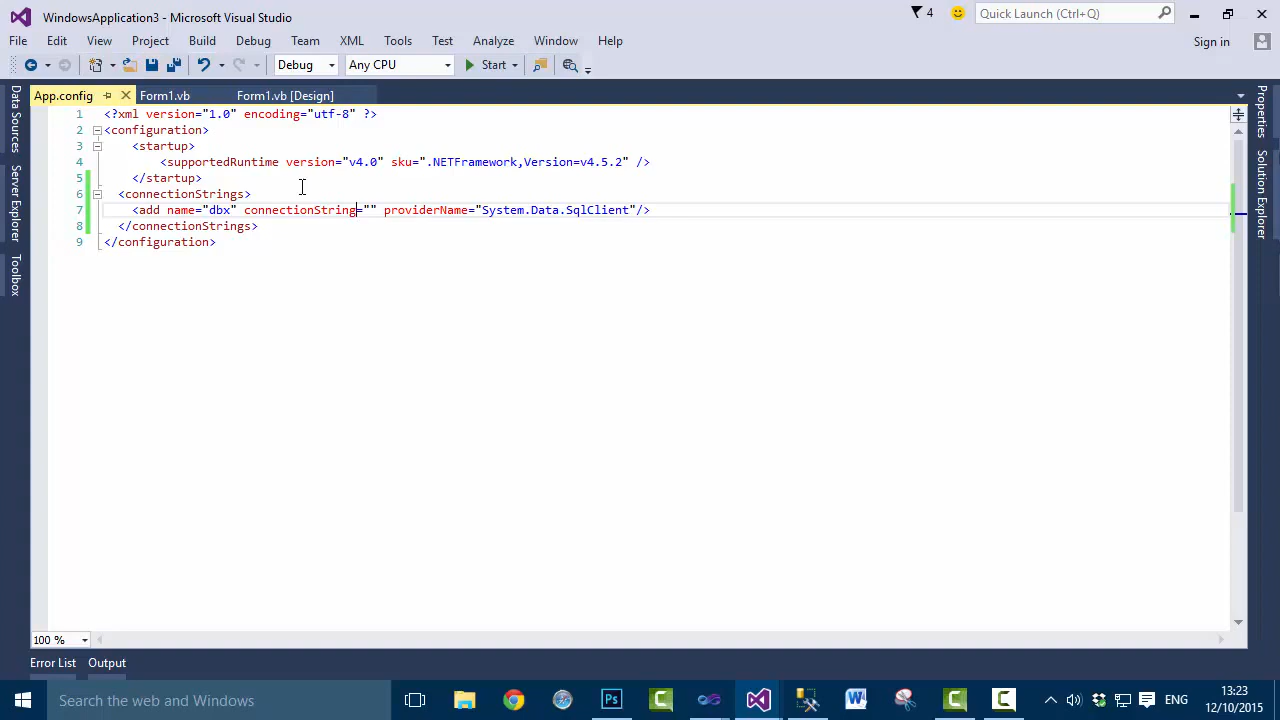 WindowsApplication3 - Microsoft Visual Studio
4
Quick Launch (Ctrl+Q)
File Edit View Project Build Debug Team XML Tools Test Analyze Window Help
Sign in
Debug Any CPU Start
App.config Form1.vb Form1.vb [Design]
Data Sources
Server Explorer
Toolbox
Properties
Solution Explorer
1 <?xml version="1.0" encoding="utf-8" ?>
2 <configuration>
3 <startup>
4 <supportedRuntime version="v4.0" sku=".NETFramework,Version=v4.5.2" />
5 </startup>
6 <connectionStrings>
7 <add name="dbx" connectionString="" providerName="System.Data.SqlClient"/>
8 </connectionStrings>
9 </configuration>
100 %
Error List Output
Search the web and Windows
Ps
ENG
13:23
12/10/2015